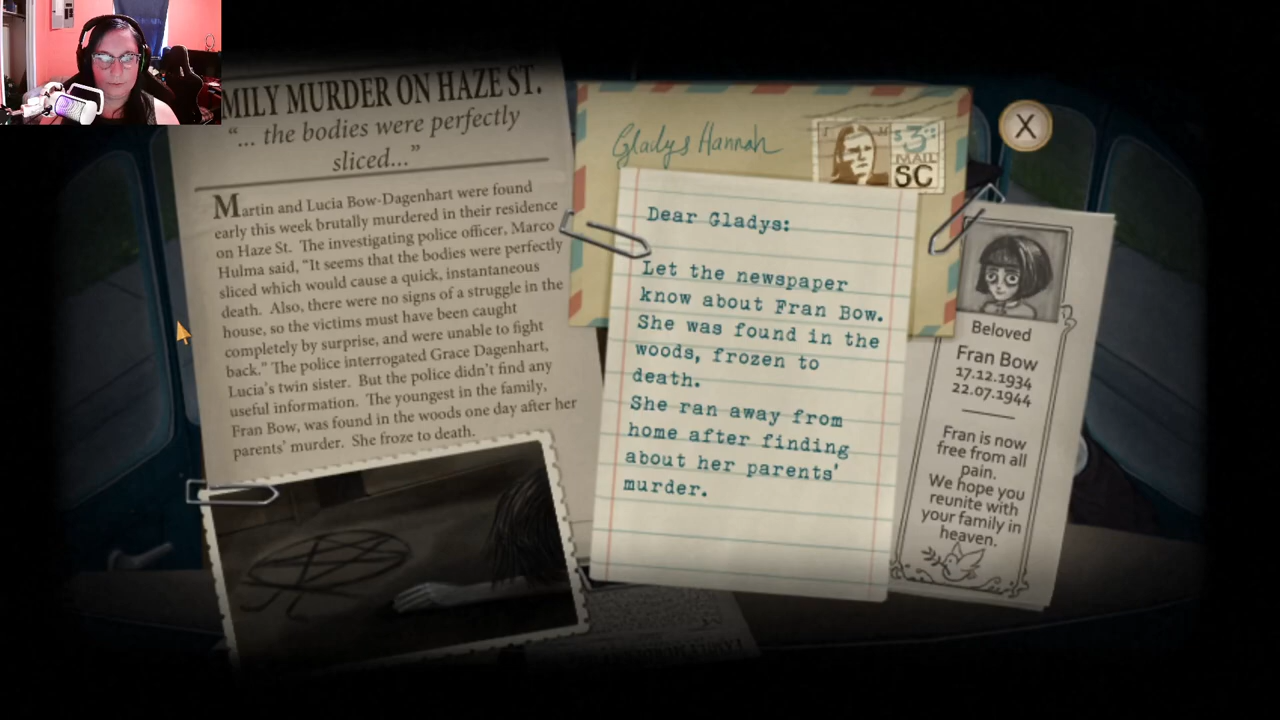 MILY MURDER ON HAZE ST.
"... the bodies were perfectly
sliced..."
Martin and Lucia Bow-Dagenhart were found
early this week brutally murdered in their residence
on Haze St. The investigating police officer, Marco
Hulma said, "It seems that the bodies were perfectly
sliced which would cause a quick, instantaneous
death. Also, there were no signs of a struggle in the
house, so the victims must have been caught
completely by surprise, and were unable to fight
back." The police interrogated Grace Dagenhart,
Lucia's twin sister. But the police didn't find any
useful information. The youngest in the family,
Fran Bow, was found in the woods one day after her
parents' murder. She froze to death.
Gladys Hannah
$3
MAIL
SC
Dear Gladys:
Let the newspaper
know about Fran Bow.
She was found in the
woods, frozen to
death.
She ran away from
home after finding
about her parents'
murder.
X
Beloved
Fran Bow
17.12.1934
22.07.1944
Fran is now
free from all
pain.
We hope you
reunite with
your family in
heaven.